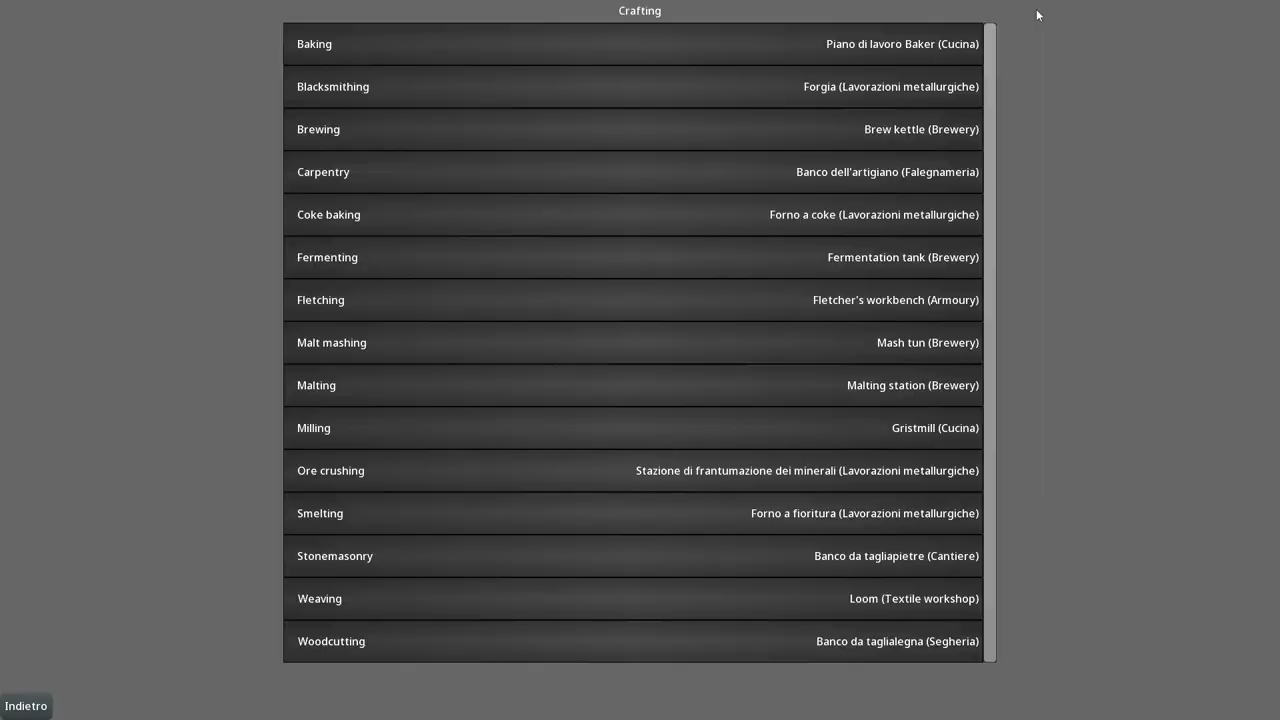 Crafting
Baking Piano di lavoro Baker (Cucina)
Blacksmithing Forgia (Lavorazioni metallurgiche)
Brewing Brew kettle (Brewery)
Carpentry Banco dell'artigiano (Falegnameria)
Coke baking Forno a coke (Lavorazioni metallurgiche)
Fermenting Fermentation tank (Brewery)
Fletching Fletcher's workbench (Armoury)
Malt mashing Mash tun (Brewery)
Malting Malting station (Brewery)
Milling Gristmill (Cucina)
Ore crushing Stazione di frantumazione dei minerali (Lavorazioni metallurgiche)
Smelting Forno a fioritura (Lavorazioni metallurgiche)
Stonemasonry Banco da tagliapietre (Cantiere)
Weaving Loom (Textile workshop)
Woodcutting Banco da taglialegna (Segheria)
Indietro